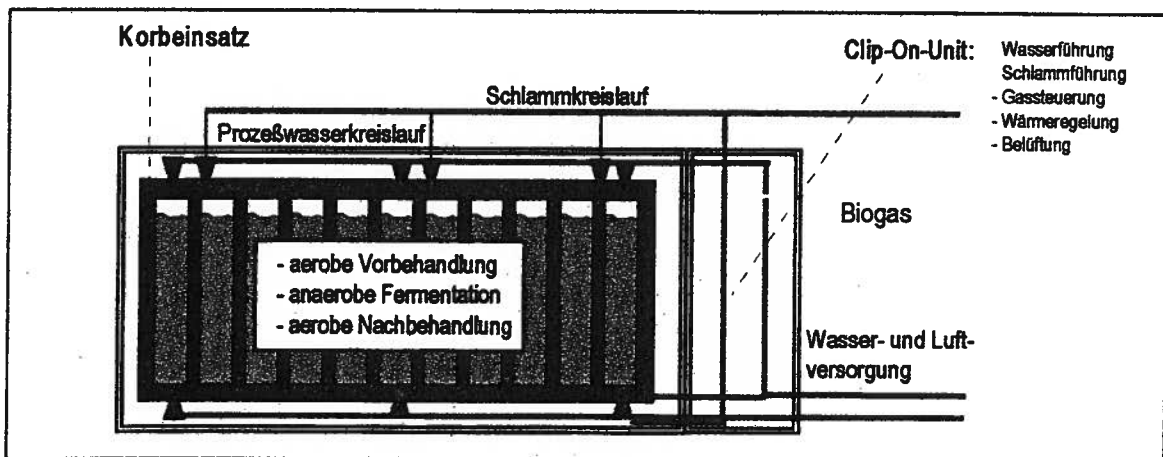 Korbeinsatz
Clip-On-Unit:
Wasserführung
Schlammführung
- Gassteuerung
- Wärmeregelung
- Belüftung
Schlammkreislauf
Prozeßwasserkreislauf
Biogas
- aerobe Vorbehandlung
- anaerobe Fermentation
- aerobe Nachbehandlung
Wasser- und Luft-
versorgung